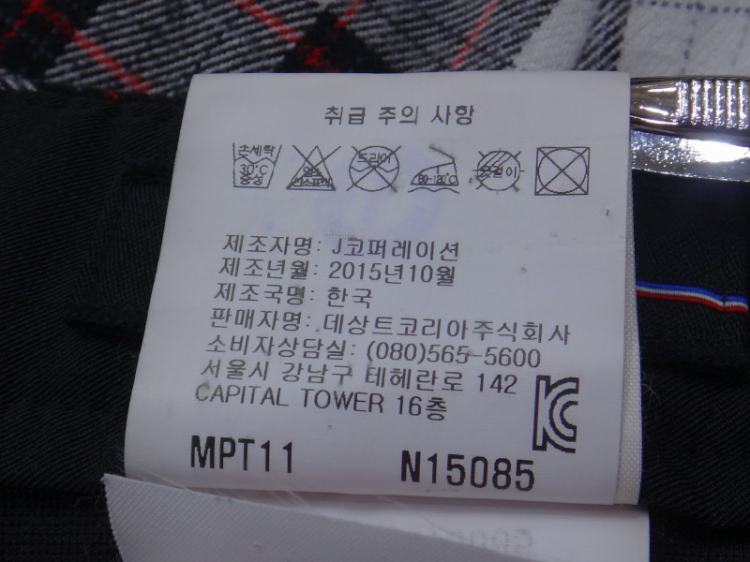 취급 주의 사항
손세탁 드라이
30℃ 80-120℃ 옷걸이
중성
제조자명: J코퍼레이션
제조년월: 2015년10월
제조국명: 한국
판매자명: 데상트코리아주식회사
소비자상담실: (080)565-5600
서울시 강남구 테헤란로 142
CAPITAL TOWER 16층
MPT11 N15085